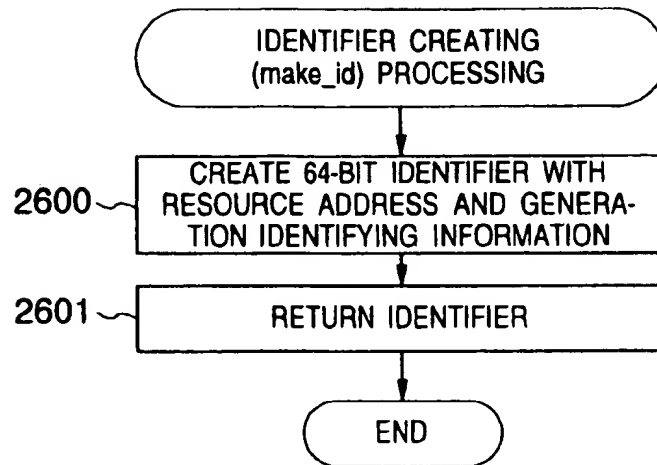 IDENTIFIER CREATING
(make_id) PROCESSING
2600
CREATE 64-BIT IDENTIFIER WITH
RESOURCE ADDRESS AND GENERA-
TION IDENTIFYING INFORMATION
2601
RETURN IDENTIFIER
END